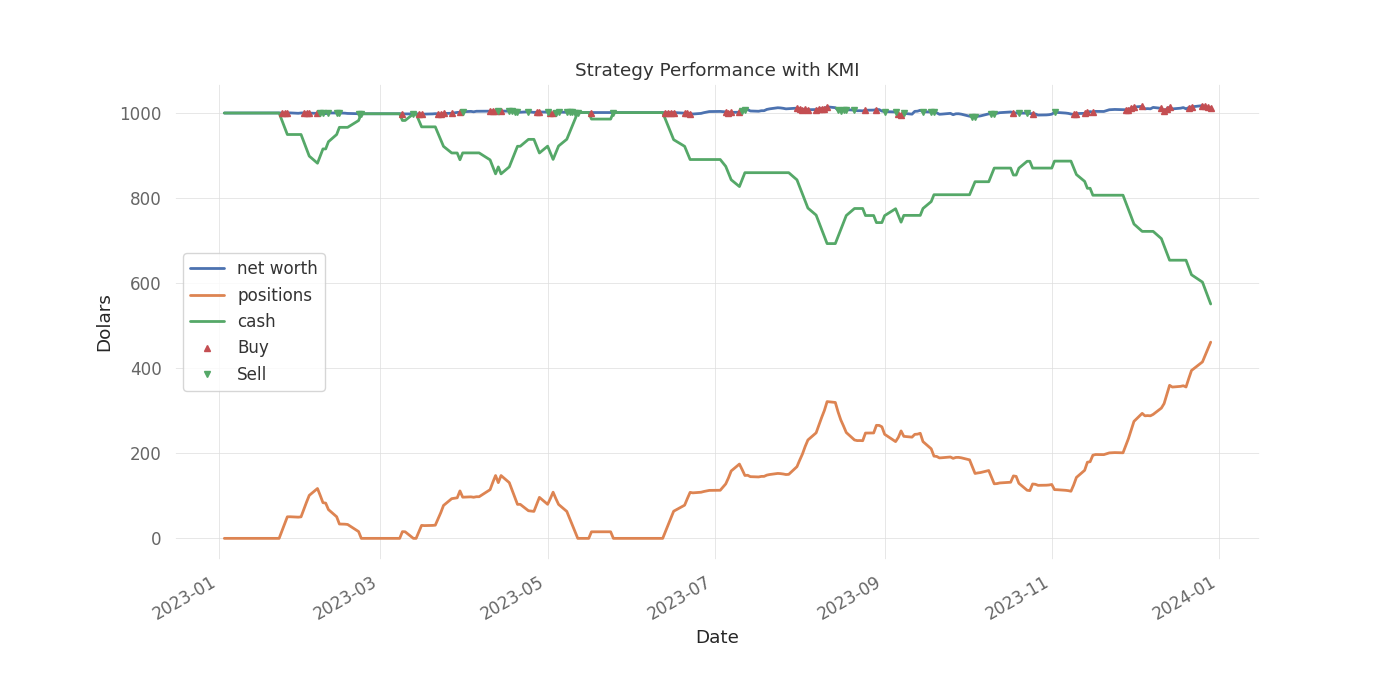 Strategy Performance with KMI
1000
800
600
400
200
0
Dolars
net worth
positions
cash
Buy
Sell
2023-01
2023-03
2023-05
2023-07
2023-09
2023-11
2024-01
Date